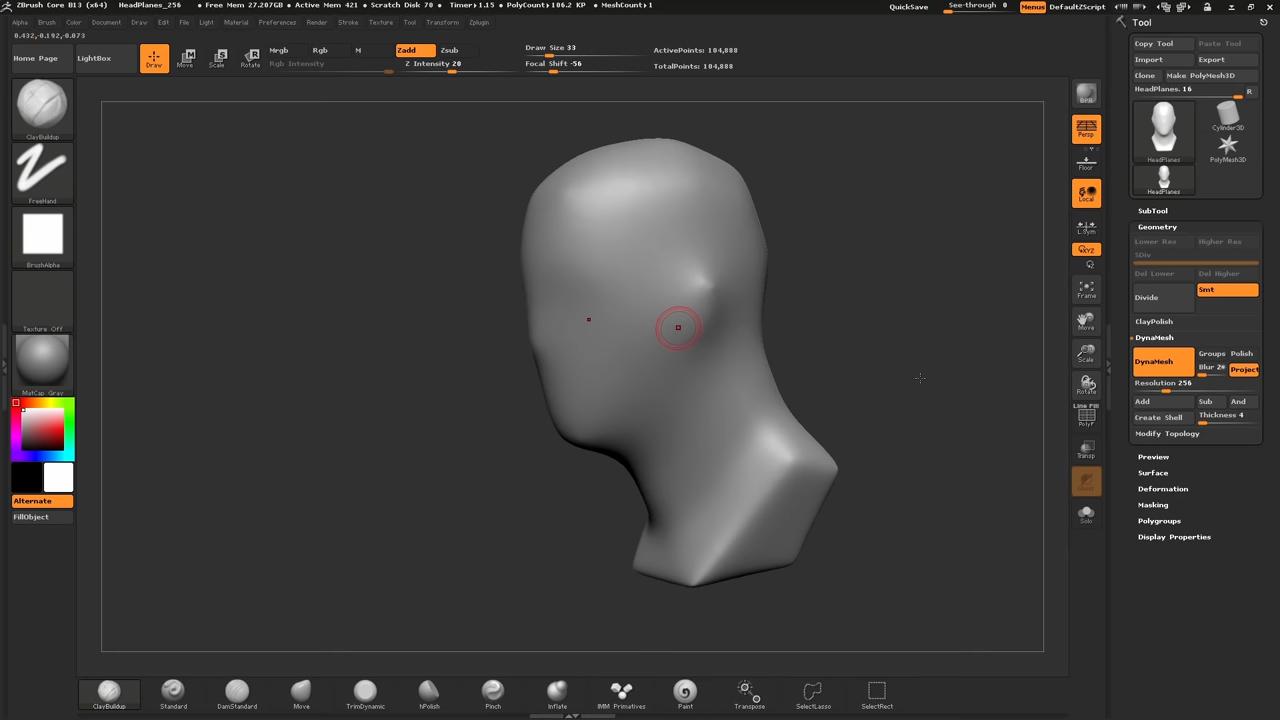 ZBrush Core B13 (x64) HeadPlanes_256 • Free Mem 27.207GB • Active Mem 421 • Scratch Disk 70 • Timer▸1.15 • PolyCount▸106.2 KP • MeshCount▸1 QuickSave See-through 0 Menus DefaultZScript
Alpha Brush Color Document Draw Edit File Light Material Preferences Render Stroke Texture Tool Transform Zplugin
0.432,-0.192,-0.073
Home Page
LightBox
Draw
Move
Scale
Rotate
Mrgb Rgb M
Rgb Intensity
Zadd Zsub
Z Intensity 20
Draw Size 33
Focal Shift -56
ActivePoints: 104,888
TotalPoints: 104,888
ClayBuildup
FreeHand
BrushAlpha
Texture Off
MatCap Gray
Alternate
FillObject
BPR
Persp
Floor
Local
L.Sym
XYZ
Frame
Move
Scale
Rotate
Line Fill
PolyF
Transp
Solo
Tool
Copy Tool Paste Tool
Import Export
Clone Make PolyMesh3D
HeadPlanes. 16 R
HeadPlanes
Cylinder3D
PolyMesh3D
HeadPlanes
SubTool
Geometry
Lower Res Higher Res
SDiv
Del Lower Del Higher
Divide
Smt
ClayPolish
DynaMesh
DynaMesh
Groups Polish
Blur 2 Project
Resolution 256
Add Sub And
Create Shell Thickness 4
Modify Topology
Preview
Surface
Deformation
Masking
Polygroups
Display Properties
ClayBuildup Standard DamStandard Move TrimDynamic hPolish Pinch Inflate IMM Primitives Paint Transpose SelectLasso SelectRect